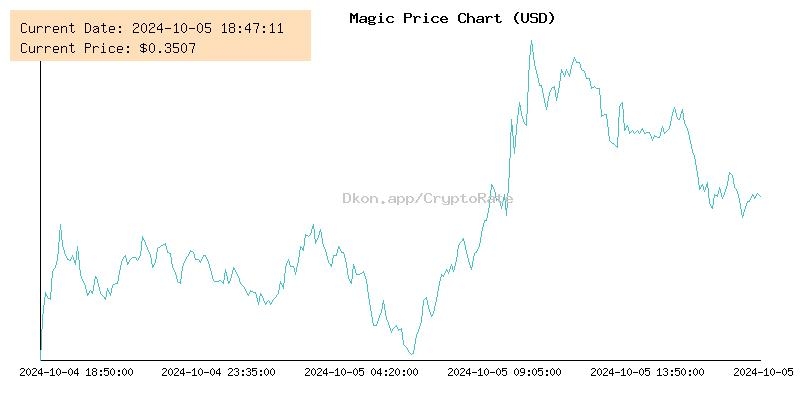 Magic Price Chart (USD)
Current Date: 2024-10-05 18:47:11
Current Price: $0.3507
Dkon.app/CryptoRate
2024-10-04 18:50:00 2024-10-04 23:35:00 2024-10-05 04:20:00 2024-10-05 09:05:00 2024-10-05 13:50:00 2024-10-05